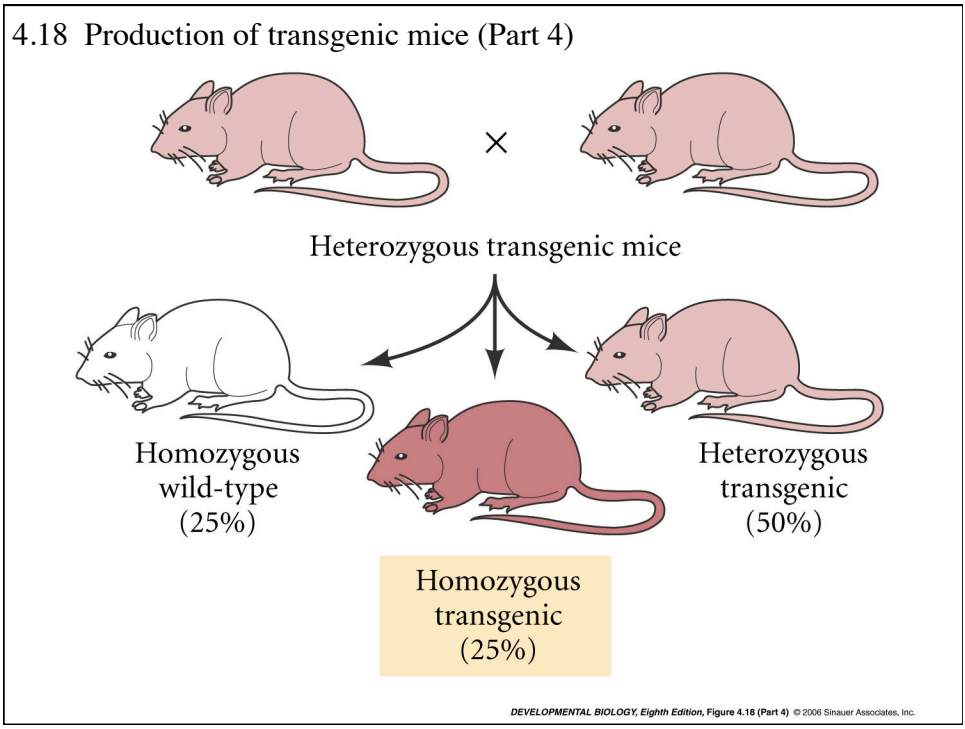 4.18 Production of transgenic mice (Part 4)
×
Heterozygous transgenic mice
Homozygous
wild-type
(25%)
Heterozygous
transgenic
(50%)
Homozygous
transgenic
(25%)
DEVELOPMENTAL BIOLOGY, Eighth Edition, Figure 4.18 (Part 4) © 2006 Sinauer Associates, Inc.